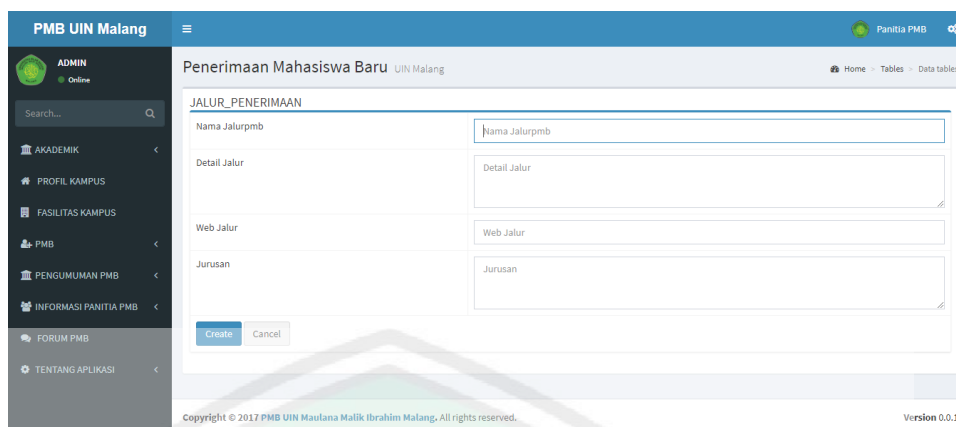 PMB UIN Malang
Panitia PMB
ADMIN
Online
Search...
AKADEMIK
PROFIL KAMPUS
FASILITAS KAMPUS
PMB
PENGUMUMAN PMB
INFORMASI PANITIA PMB
FORUM PMB
TENTANG APLIKASI
Penerimaan Mahasiswa Baru UIN Malang
Home > Tables > Data tables
JALUR_PENERIMAAN
Nama Jalurpmb
Nama Jalurpmb
Detail Jalur
Detail Jalur
Web Jalur
Web Jalur
Jurusan
Jurusan
Create Cancel
Copyright © 2017 PMB UIN Maulana Malik Ibrahim Malang. All rights reserved.
Version 0.0.1